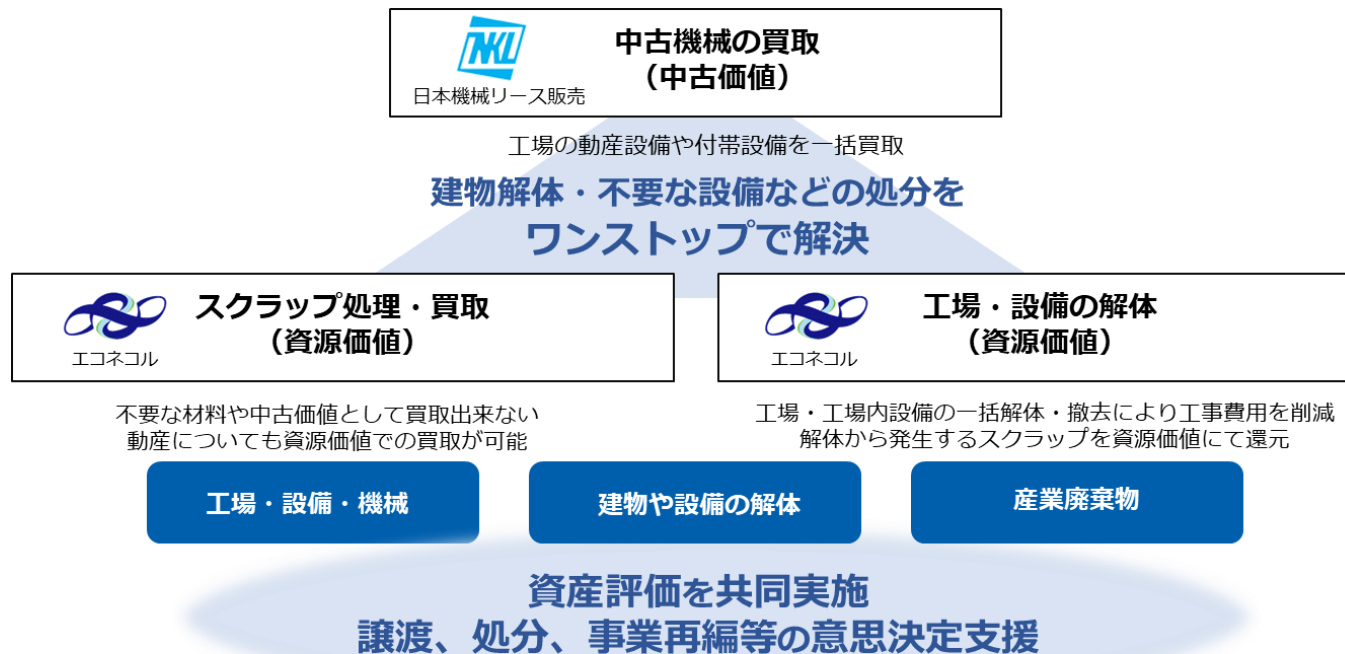 NKL
日本機械リース販売
中古機械の買取
（中古価値）
工場の動産設備や付帯設備を一括買取
建物解体・不要な設備などの処分を
ワンストップで解決
エコネコル
スクラップ処理・買取
（資源価値）
エコネコル
工場・設備の解体
（資源価値）
不要な材料や中古価値として買取出来ない
動産についても資源価値での買取が可能
工場・工場内設備の一括解体・撤去により工事費用を削減
解体から発生するスクラップを資源価値にて還元
工場・設備・機械
建物や設備の解体
産業廃棄物
資産評価を共同実施
譲渡、処分、事業再編等の意思決定支援